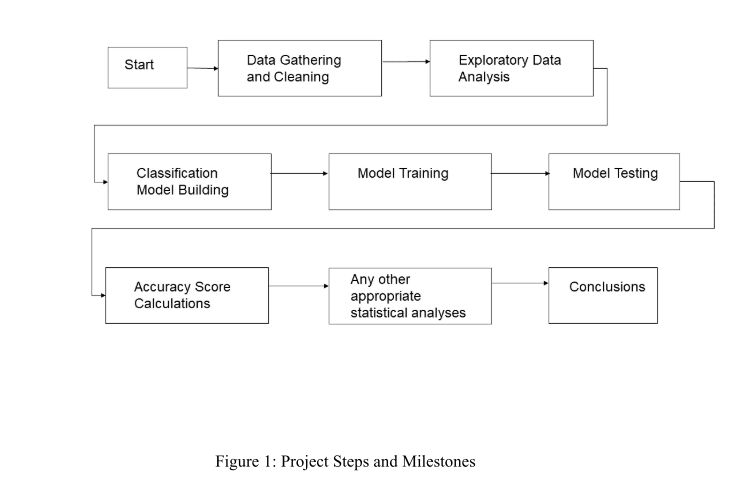 Start
Data Gathering
and Cleaning
Exploratory Data
Analysis
Classification
Model Building
Model Training
Model Testing
Accuracy Score
Calculations
Any other
appropriate
statistical analyses
Conclusions
Figure 1: Project Steps and Milestones